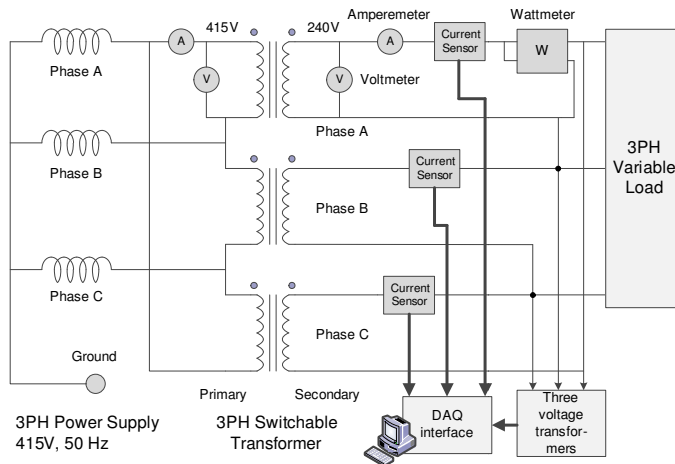 Amperemeter
Wattmeter
415V
240V
Current
Sensor
A
A
W
V
V
Voltmeter
Phase A
Phase A
3PH
Variable
Load
Current
Sensor
Phase B
Phase B
Current
Sensor
Phase C
Phase C
Ground
Primary
Secondary
3PH Power Supply
415V, 50 Hz
3PH Switchable
Transformer
DAQ
interface
Three
voltage
transfor-
mers